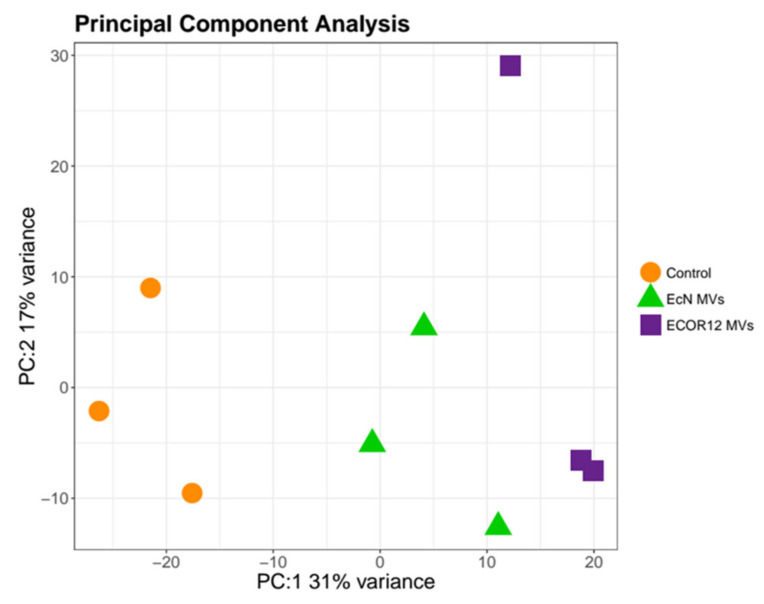 Principal Component Analysis
30
20
10
0
−10
PC:2 17% variance
−20
−10
0
10
20
PC:1 31% variance
Control
EcN MVs
ECOR12 MVs